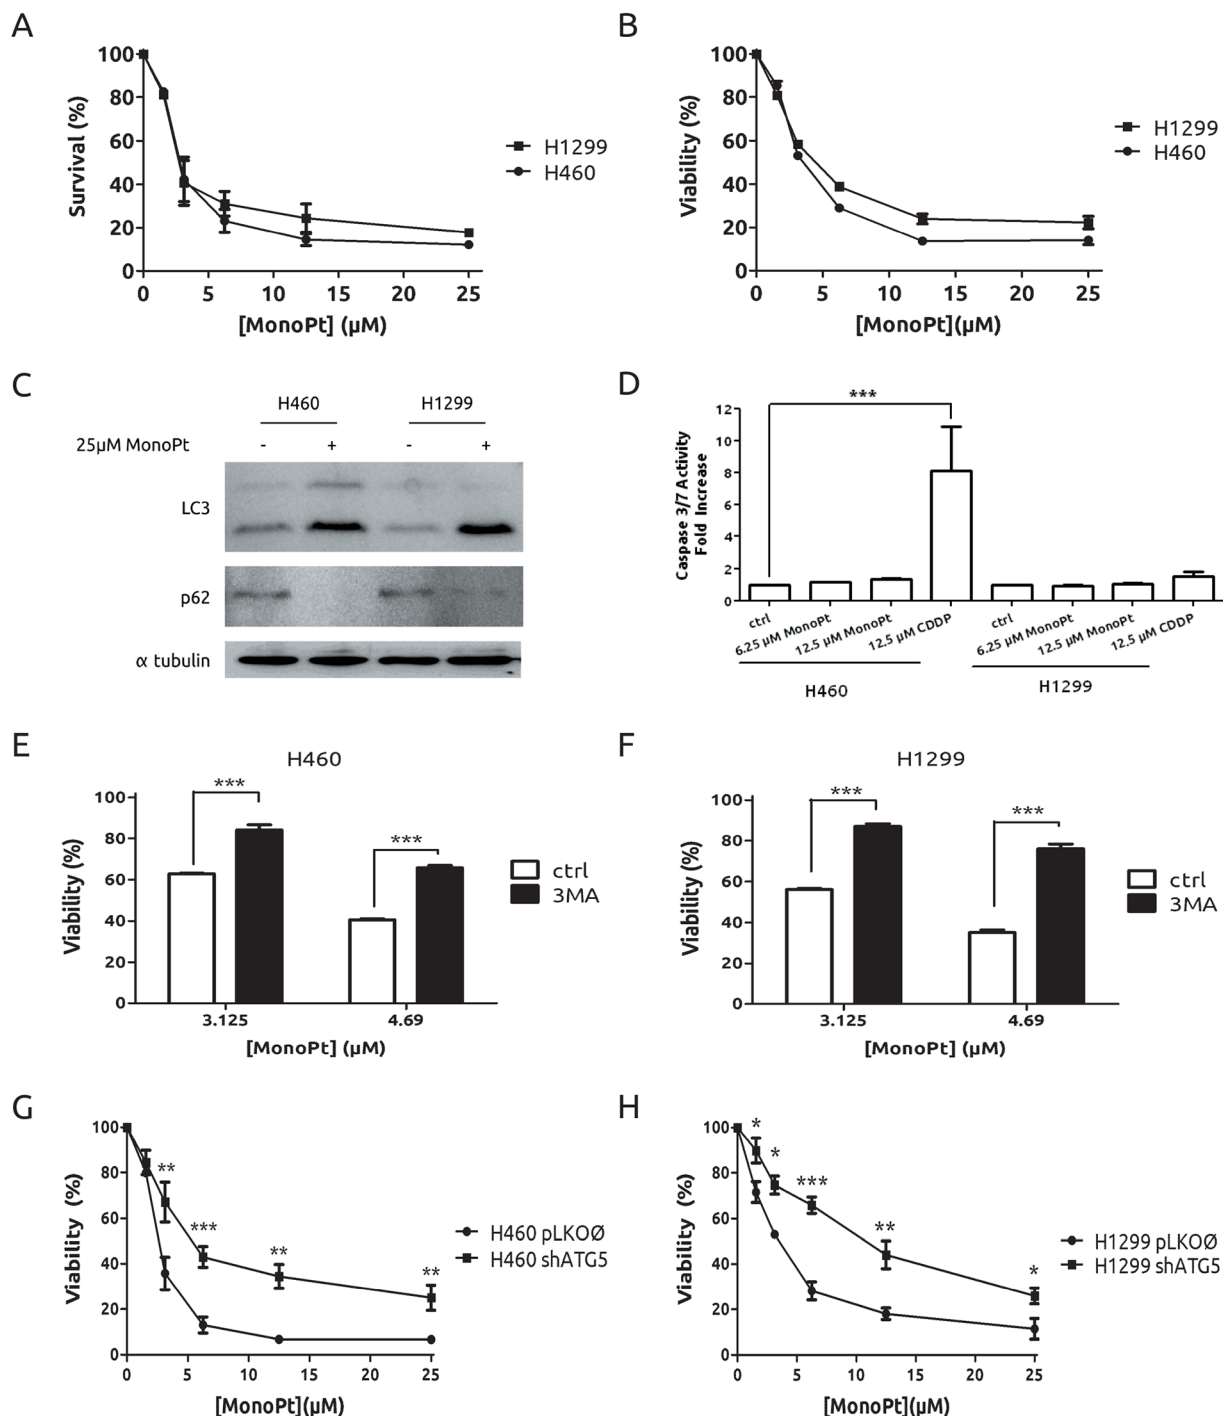 A
100
80
60
40
20
0
Survival (%)
0 5 10 15 20 25
[MonoPt] (μM)
H1299
H460
B
100
80
60
40
20
0
Viability (%)
0 5 10 15 20 25
[MonoPt](μM)
H1299
H460
C
H460 H1299
25μM MonoPt - + - +
LC3
p62
α tubulin
D
***
12
10
8
6
4
2
0
Caspase 3/7 Activity
Fold Increase
ctrl 6.25 μM MonoPt 12.5 μM MonoPt 12.5 μM CDDP ctrl 6.25 μM MonoPt 12.5 μM MonoPt 12.5 μM CDDP
H460 H1299
E
H460
*** ***
100
80
60
40
20
0
Viability (%)
3.125 4.69
[MonoPt] (μM)
ctrl
3MA
F
H1299
*** ***
100
80
60
40
20
0
Viability (%)
3.125 4.69
[MonoPt] (μM)
ctrl
3MA
G
100
80
60
40
20
0
Viability (%)
** *** ** **
0 5 10 15 20 25
[MonoPt](μM)
H460 pLKOØ
H460 shATG5
H
100
80
60
40
20
0
Viability (%)
* * *** ** *
0 5 10 15 20 25
[MonoPt](μM)
H1299 pLKOØ
H1299 shATG5